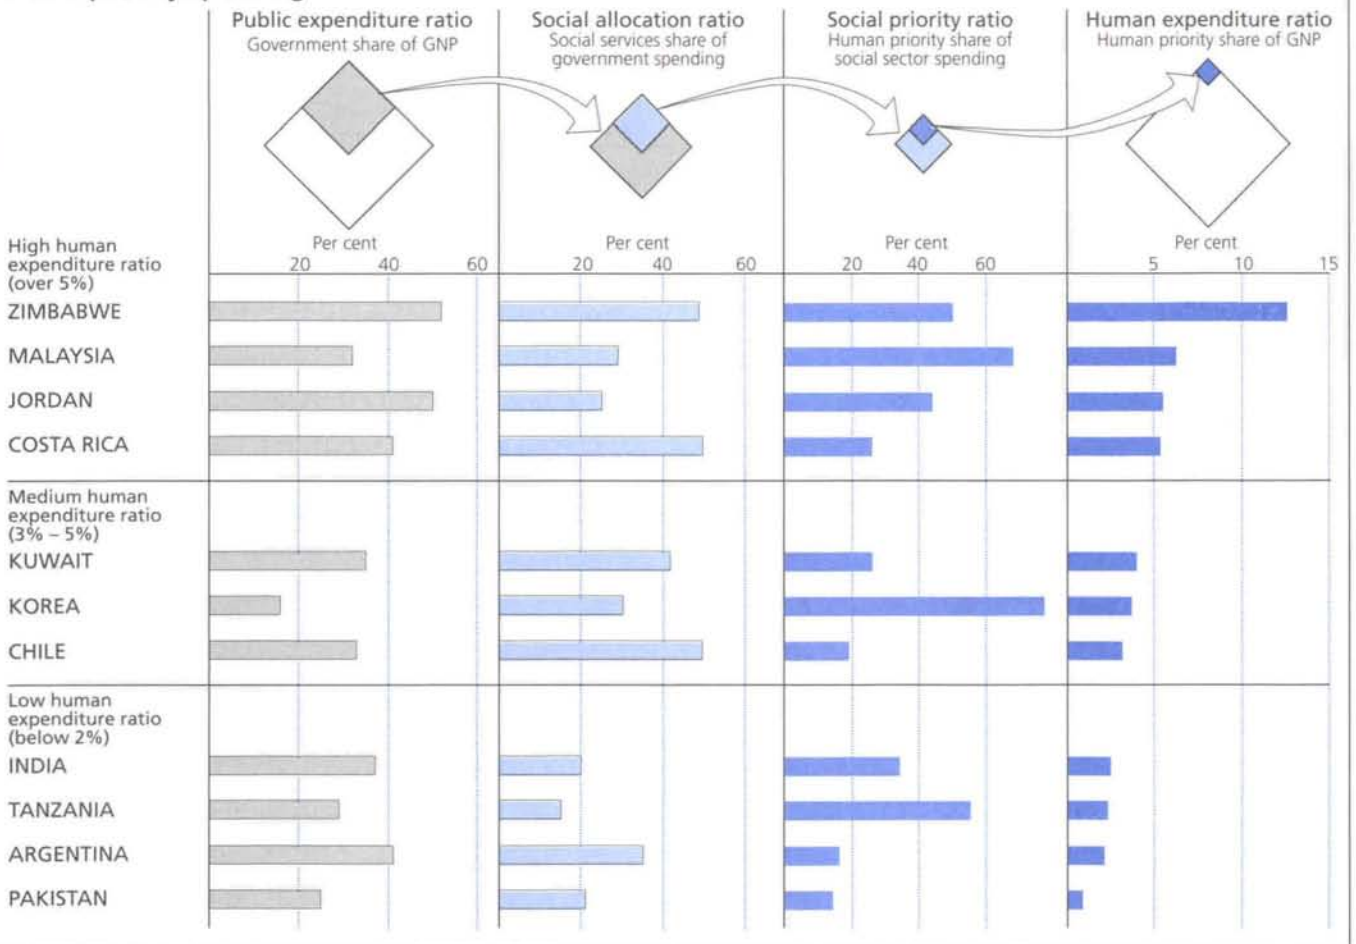 Public expenditure ratio
Government share of GNP
Social allocation ratio
Social services share of
government spending
Social priority ratio
Human priority share of
social sector spending
Human expenditure ratio
Human priority share of GNP
Per cent
Per cent
Per cent
Per cent
20 40 60
20 40 60
20 40 60
5 10 15
High human
expenditure ratio
(over 5%)
ZIMBABWE
MALAYSIA
JORDAN
COSTA RICA
Medium human
expenditure ratio
(3% – 5%)
KUWAIT
KOREA
CHILE
Low human
expenditure ratio
(below 2%)
INDIA
TANZANIA
ARGENTINA
PAKISTAN